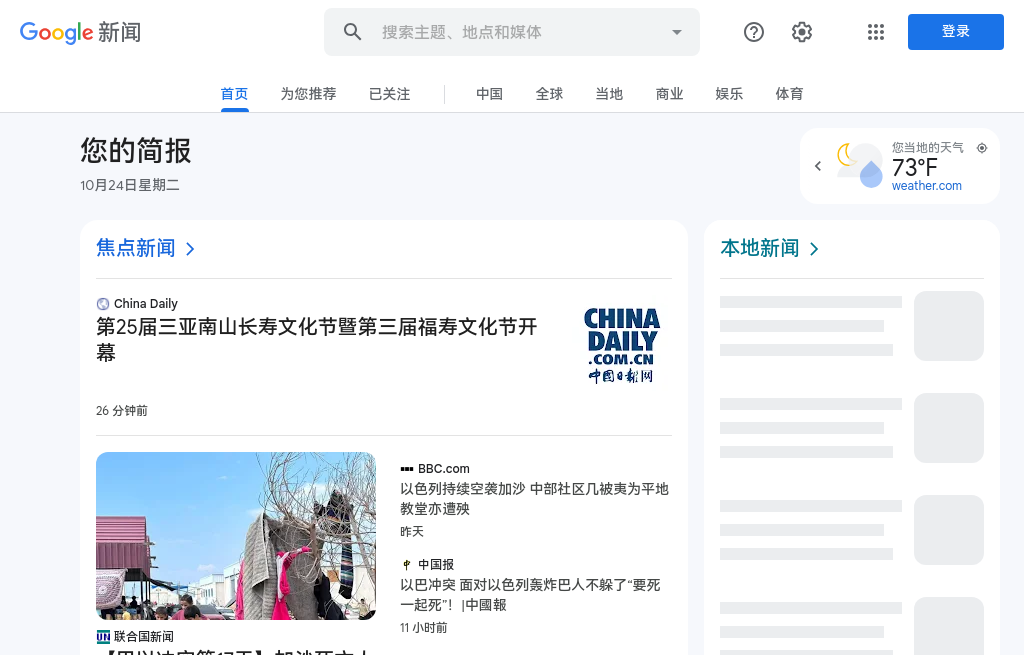 Google 新闻
搜索主题、地点和媒体
登录
首页
为您推荐
已关注
中国
全球
当地
商业
娱乐
体育
您的简报
10月24日星期二
您当地的天气
73°F
weather.com
焦点新闻
本地新闻
China Daily
第25届三亚南山长寿文化节暨第三届福寿文化节开
幕
CHINA
DAILY
.COM.CN
中国日报网
26 分钟前
BBC.com
以色列持续空袭加沙 中部社区几被夷为平地
教堂亦遭殃
昨天
中国报
以巴冲突 面对以色列轰炸巴人不躲了“要死
一起死”！ |中國報
11 小时前
UN 联合国新闻